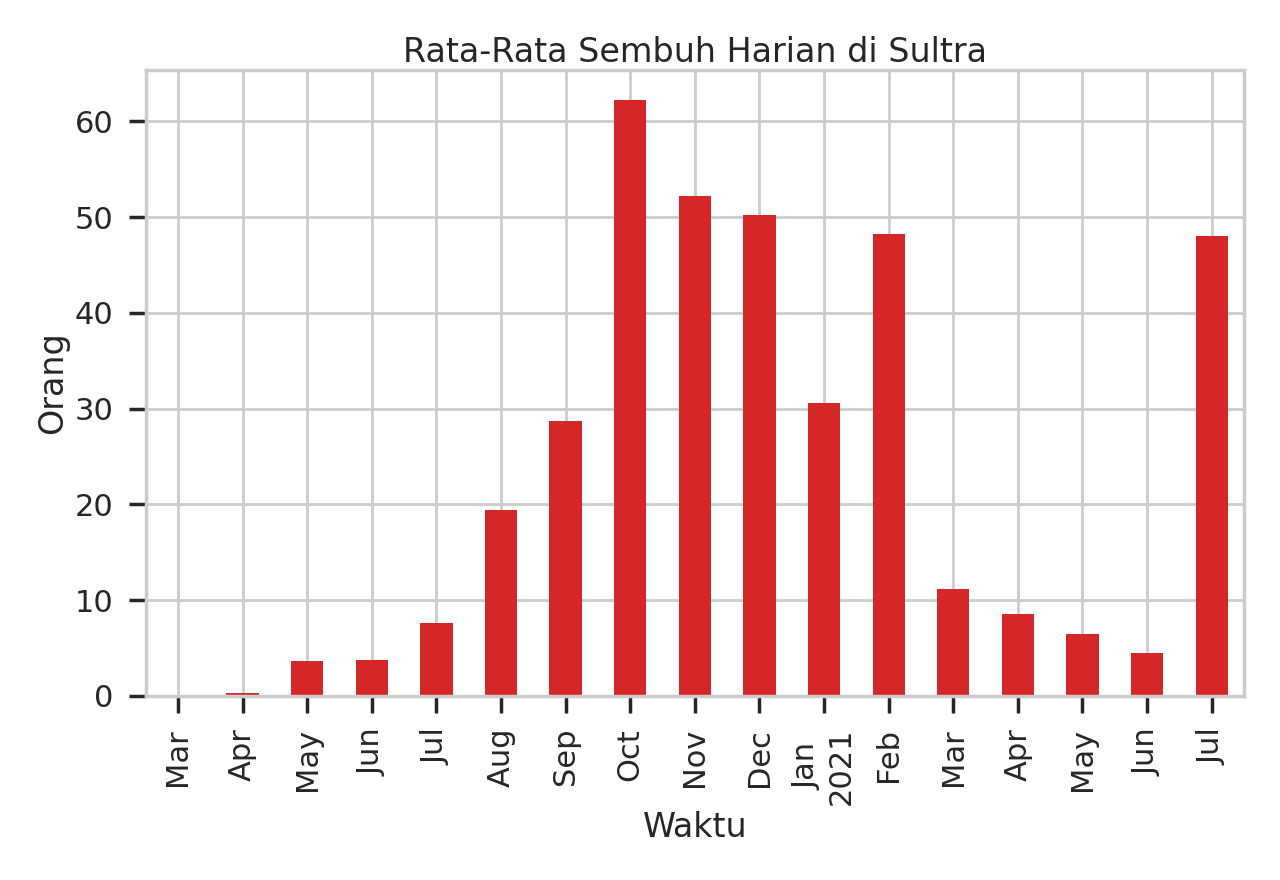 Rata-Rata Sembuh Harian di Sultra
60
50
40
30
20
10
0
Orang
Mar
Apr
May
Jun
Jul
Aug
Sep
Oct
Nov
Dec
Jan
2021
Feb
Mar
Apr
May
Jun
Jul
Waktu